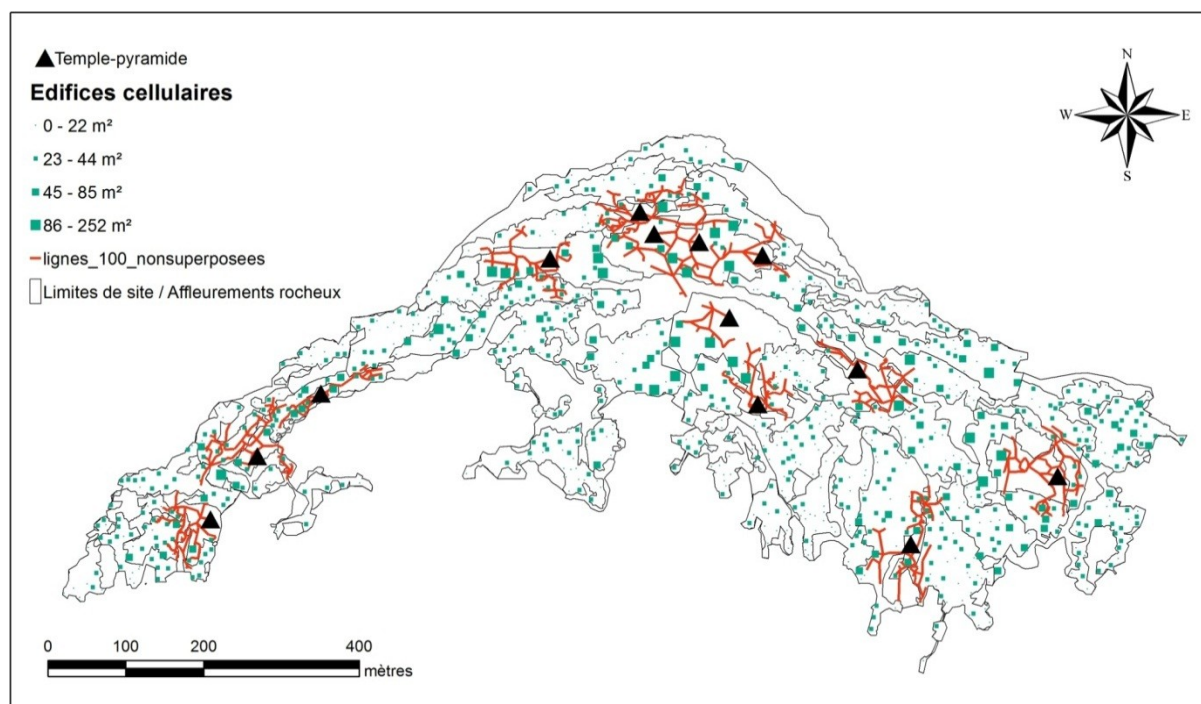 Temple-pyramide
Edifices cellulaires
0 - 22 m²
23 - 44 m²
45 - 85 m²
86 - 252 m²
lignes_100_nonsuperposees
Limites de site / Affleurements rocheux
N
W E
S
0 100 200 400
mètres